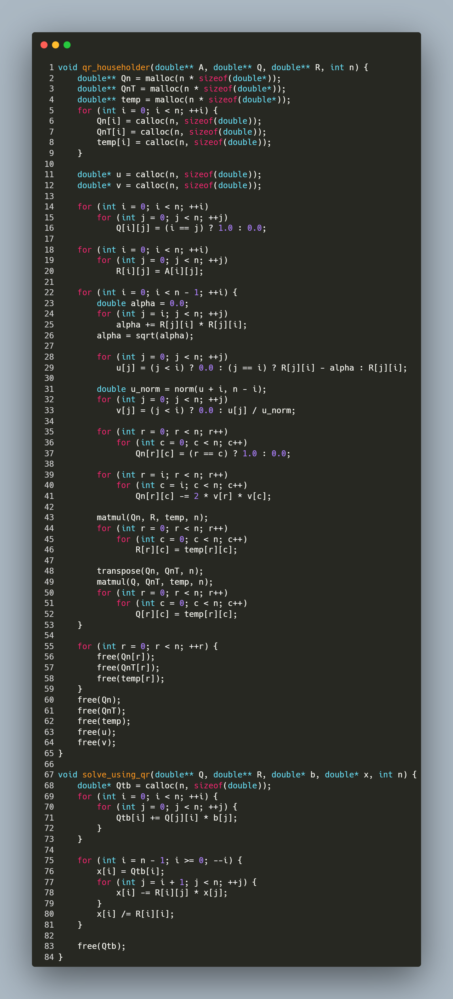 1 void qr_householder(double** A, double** Q, double** R, int n) {
2     double** Qn = malloc(n * sizeof(double*));
3     double** QnT = malloc(n * sizeof(double*));
4     double** temp = malloc(n * sizeof(double*));
5     for (int i = 0; i < n; ++i) {
6         Qn[i] = calloc(n, sizeof(double));
7         QnT[i] = calloc(n, sizeof(double));
8         temp[i] = calloc(n, sizeof(double));
9     }
10
11     double* u = calloc(n, sizeof(double));
12     double* v = calloc(n, sizeof(double));
13
14     for (int i = 0; i < n; ++i)
15         for (int j = 0; j < n; ++j)
16             Q[i][j] = (i == j) ? 1.0 : 0.0;
17
18     for (int i = 0; i < n; ++i)
19         for (int j = 0; j < n; ++j)
20             R[i][j] = A[i][j];
21
22     for (int i = 0; i < n - 1; ++i) {
23         double alpha = 0.0;
24         for (int j = i; j < n; ++j)
25             alpha += R[j][i] * R[j][i];
26         alpha = sqrt(alpha);
27
28         for (int j = 0; j < n; ++j)
29             u[j] = (j < i) ? 0.0 : (j == i) ? R[j][i] - alpha : R[j][i];
30
31         double u_norm = norm(u + i, n - i);
32         for (int j = 0; j < n; ++j)
33             v[j] = (j < i) ? 0.0 : u[j] / u_norm;
34
35         for (int r = 0; r < n; r++)
36             for (int c = 0; c < n; c++)
37                 Qn[r][c] = (r == c) ? 1.0 : 0.0;
38
39         for (int r = i; r < n; r++)
40             for (int c = i; c < n; c++)
41                 Qn[r][c] -= 2 * v[r] * v[c];
42
43         matmul(Qn, R, temp, n);
44         for (int r = 0; r < n; r++)
45             for (int c = 0; c < n; c++)
46                 R[r][c] = temp[r][c];
47
48         transpose(Qn, QnT, n);
49         matmul(Q, QnT, temp, n);
50         for (int r = 0; r < n; r++)
51             for (int c = 0; c < n; c++)
52                 Q[r][c] = temp[r][c];
53     }
54
55     for (int r = 0; r < n; ++r) {
56         free(Qn[r]);
57         free(QnT[r]);
58         free(temp[r]);
59     }
60     free(Qn);
61     free(QnT);
62     free(temp);
63     free(u);
64     free(v);
65 }
66
67 void solve_using_qr(double** Q, double** R, double* b, double* x, int n) {
68     double* Qtb = calloc(n, sizeof(double));
69     for (int i = 0; i < n; ++i) {
70         for (int j = 0; j < n; ++j) {
71             Qtb[i] += Q[j][i] * b[j];
72         }
73     }
74
75     for (int i = n - 1; i >= 0; --i) {
76         x[i] = Qtb[i];
77         for (int j = i + 1; j < n; ++j) {
78             x[i] -= R[i][j] * x[j];
79         }
80         x[i] /= R[i][i];
81     }
82
83     free(Qtb);
84 }